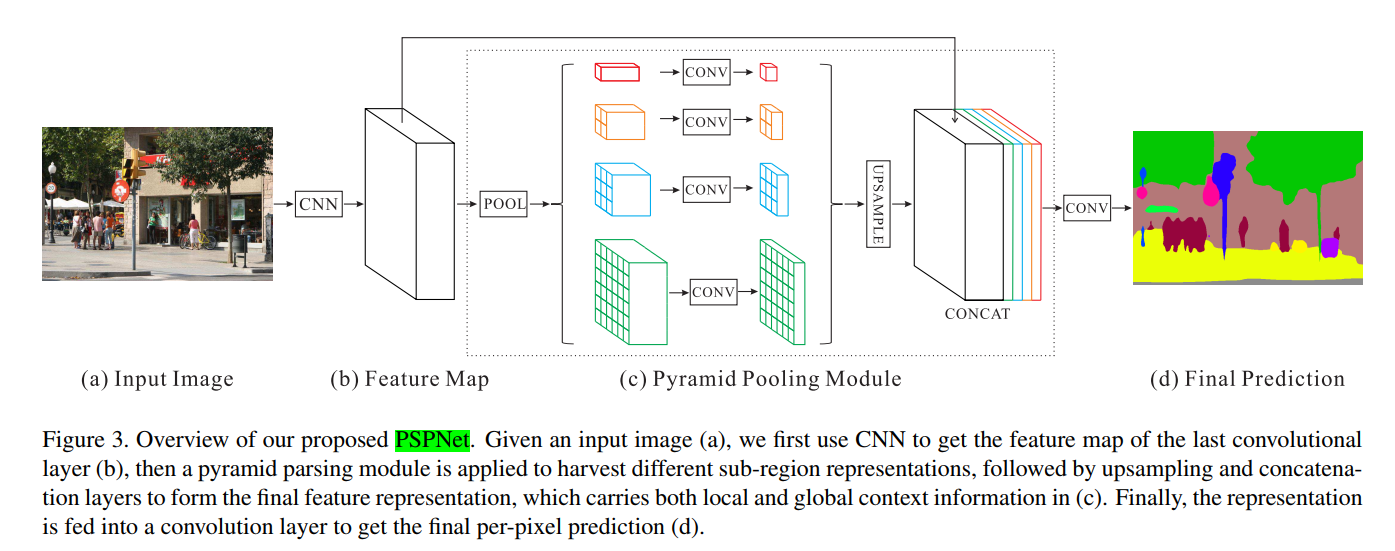 CNN
POOL
CONV
CONV
CONV
CONV
UPSAMPLE
CONCAT
CONV
(a) Input Image
(b) Feature Map
(c) Pyramid Pooling Module
(d) Final Prediction
Figure 3. Overview of our proposed PSPNet. Given an input image (a), we first use CNN to get the feature map of the last convolutional
layer (b), then a pyramid parsing module is applied to harvest different sub-region representations, followed by upsampling and concatena-
tion layers to form the final feature representation, which carries both local and global context information in (c). Finally, the representation
is fed into a convolution layer to get the final per-pixel prediction (d).